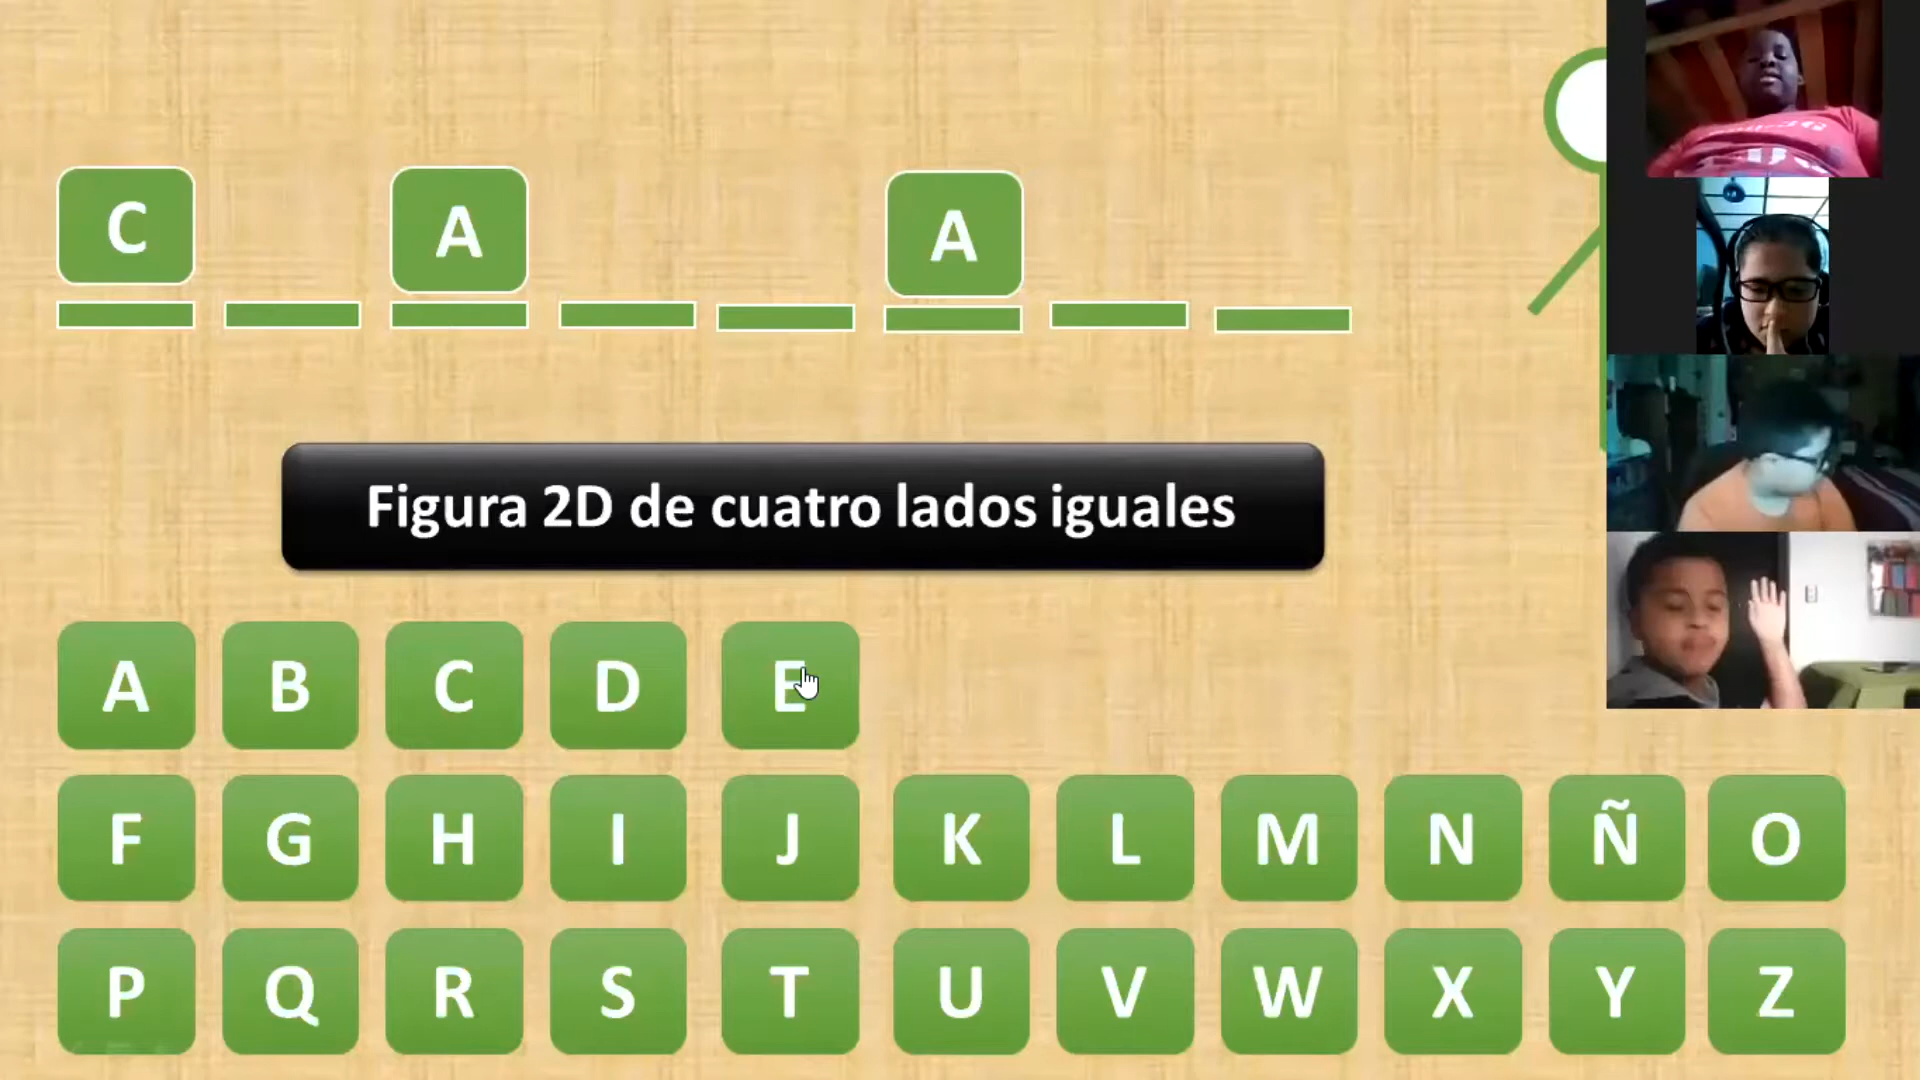 C A A
Figura 2D de cuatro lados iguales
A B C D E
F G H I J K L M N Ñ O
P Q R S T U V W X Y Z